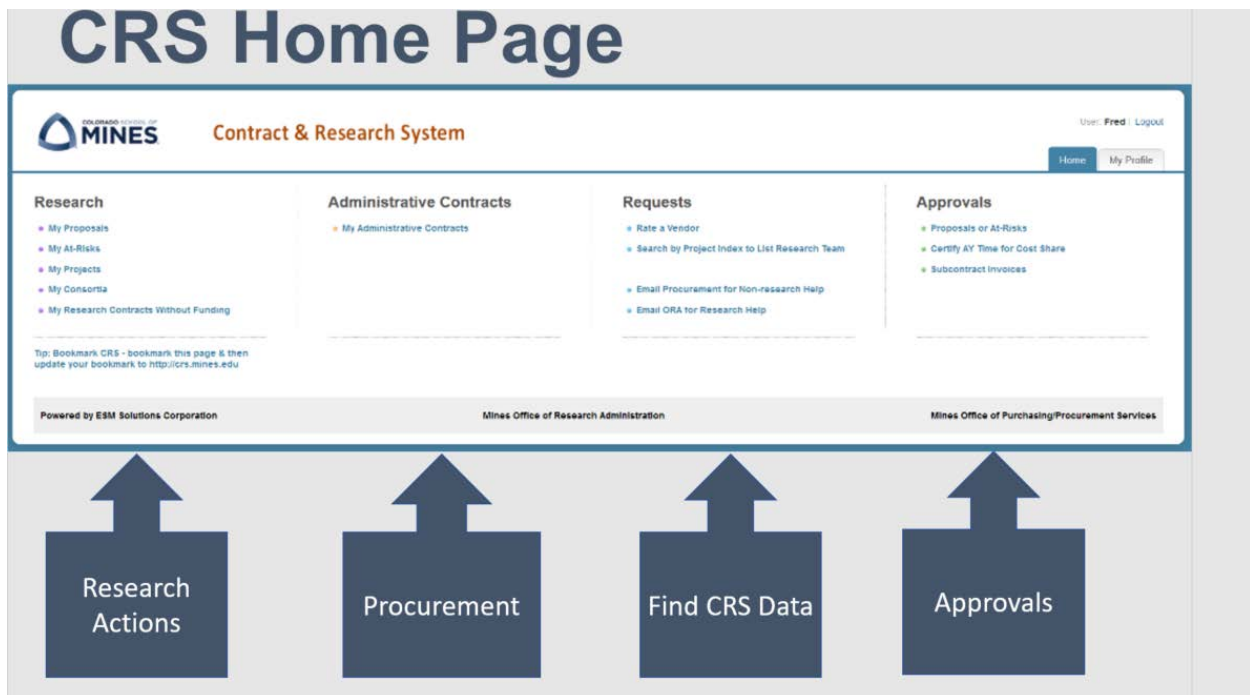 CRS Home Page
COLORADO SCHOOL OF
MINES
Contract & Research System
User: Fred | Logout
Home
My Profile
Research
My Proposals
My At-Risks
My Projects
My Consortia
My Research Contracts Without Funding
Tip: Bookmark CRS - bookmark this page & then
update your bookmark to http://crs.mines.edu
Administrative Contracts
My Administrative Contracts
Requests
Rate a Vendor
Search by Project Index to List Research Team
Email Procurement for Non-research Help
Email ORA for Research Help
Approvals
Proposals or At-Risks
Certify AY Time for Cost Share
Subcontract Invoices
Powered by ESM Solutions Corporation
Mines Office of Research Administration
Mines Office of Purchasing/Procurement Services
Research
Actions
Procurement
Find CRS Data
Approvals